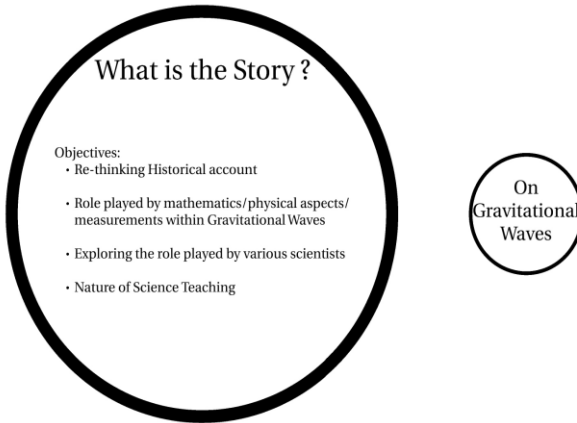 What is the Story ?
Objectives:
• Re-thinking Historical account
• Role played by mathematics/physical aspects/
measurements within Gravitational Waves
• Exploring the role played by various scientists
• Nature of Science Teaching
On
Gravitational
Waves